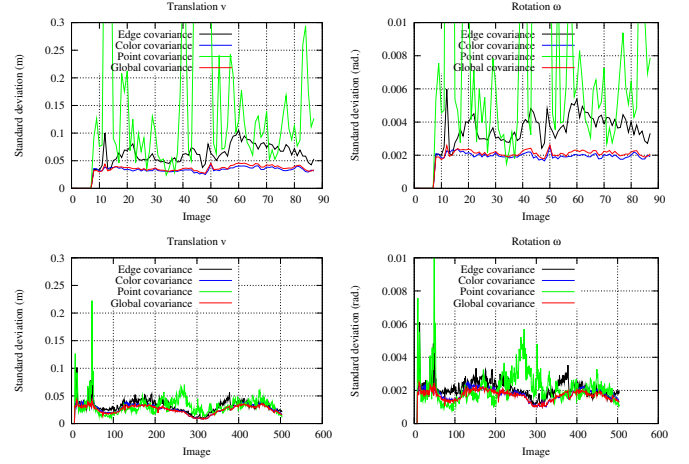 Translation v
Standard deviation (m)
0.3
0.25
0.2
0.15
0.1
0.05
0
Edge covariance
Color covariance
Point covariance
Global covariance
0 10 20 30 40 50 60 70 80 90
Image
Rotation ω
Standard deviation (rad.)
0.01
0.008
0.006
0.004
0.002
0
Edge covariance
Color covariance
Point covariance
Global covariance
0 10 20 30 40 50 60 70 80 90
Image
Translation v
Standard deviation (m)
0.3
0.25
0.2
0.15
0.1
0.05
0
Edge covariance
Color covariance
Point covariance
Global covariance
0 100 200 300 400 500 600
Image
Rotation ω
Standard deviation (rad.)
0.01
0.008
0.006
0.004
0.002
0
Edge covariance
Color covariance
Point covariance
Global covariance
0 100 200 300 400 500 600
Image